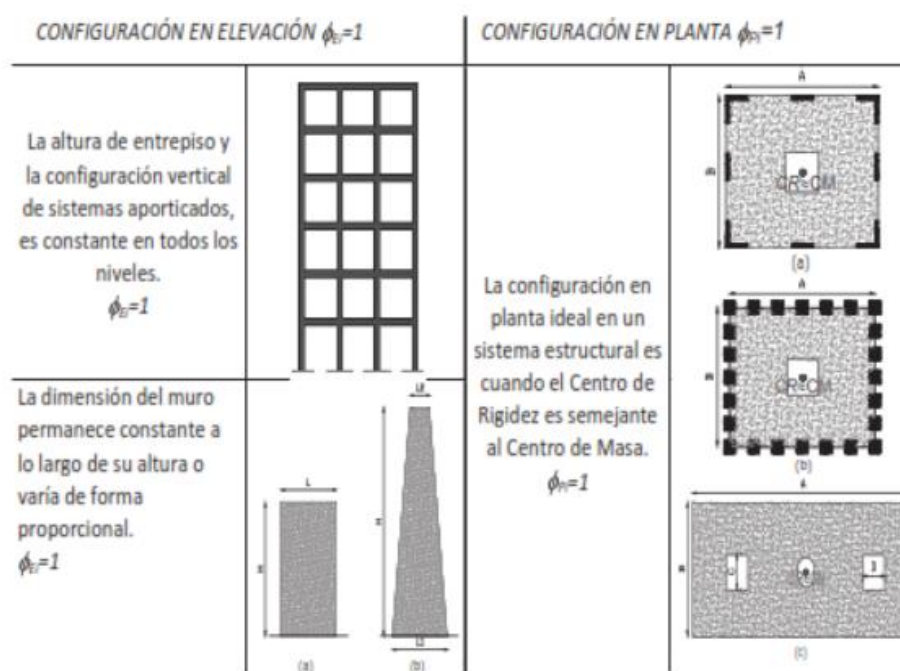 CONFIGURACIÓN EN ELEVACIÓN ϕEi=1
CONFIGURACIÓN EN PLANTA ϕPi=1
La altura de entrepiso y
la configuración vertical
de sistemas aporticados,
es constante en todos los
niveles.
ϕEi=1
La dimensión del muro
permanece constante a
lo largo de su altura o
varía de forma
proporcional.
ϕEi=1
L
(a)
(b)
La configuración en
planta ideal en un
sistema estructural es
cuando el Centro de
Rigidez es semejante
al Centro de Masa.
ϕPi=1
A
B
CR=CM
(a)
A
B
CR=CM
(b)
(c)